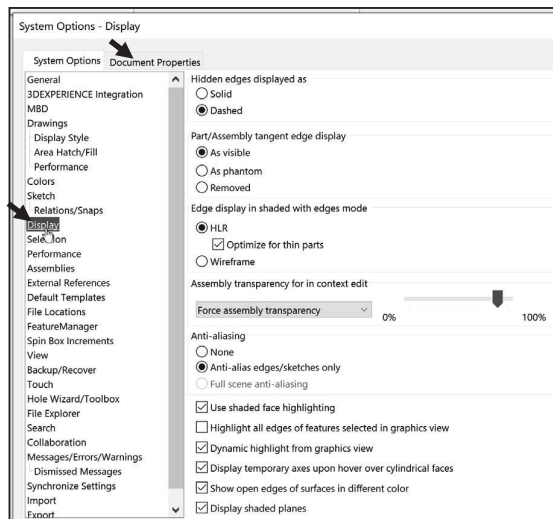 System Options - Display
System Options Document Properties
General
3DEXPERIENCE Integration
MBD
Drawings
Display Style
Area Hatch/Fill
Performance
Colors
Sketch
Relations/Snaps
Display
Selection
Performance
Assemblies
External References
Default Templates
File Locations
FeatureManager
Spin Box Increments
View
Backup/Recover
Touch
Hole Wizard/Toolbox
File Explorer
Search
Collaboration
Messages/Errors/Warnings
Dismissed Messages
Synchronize Settings
Import
Export
Hidden edges displayed as
Solid
Dashed
Part/Assembly tangent edge display
As visible
As phantom
Removed
Edge display in shaded with edges mode
HLR
Optimize for thin parts
Wireframe
Assembly transparency for in context edit
Force assembly transparency 0% 100%
Anti-aliasing
None
Anti-alias edges/sketches only
Full scene anti-aliasing
Use shaded face highlighting
Highlight all edges of features selected in graphics view
Dynamic highlight from graphics view
Display temporary axes upon hover over cylindrical faces
Show open edges of surfaces in different color
Display shaded planes